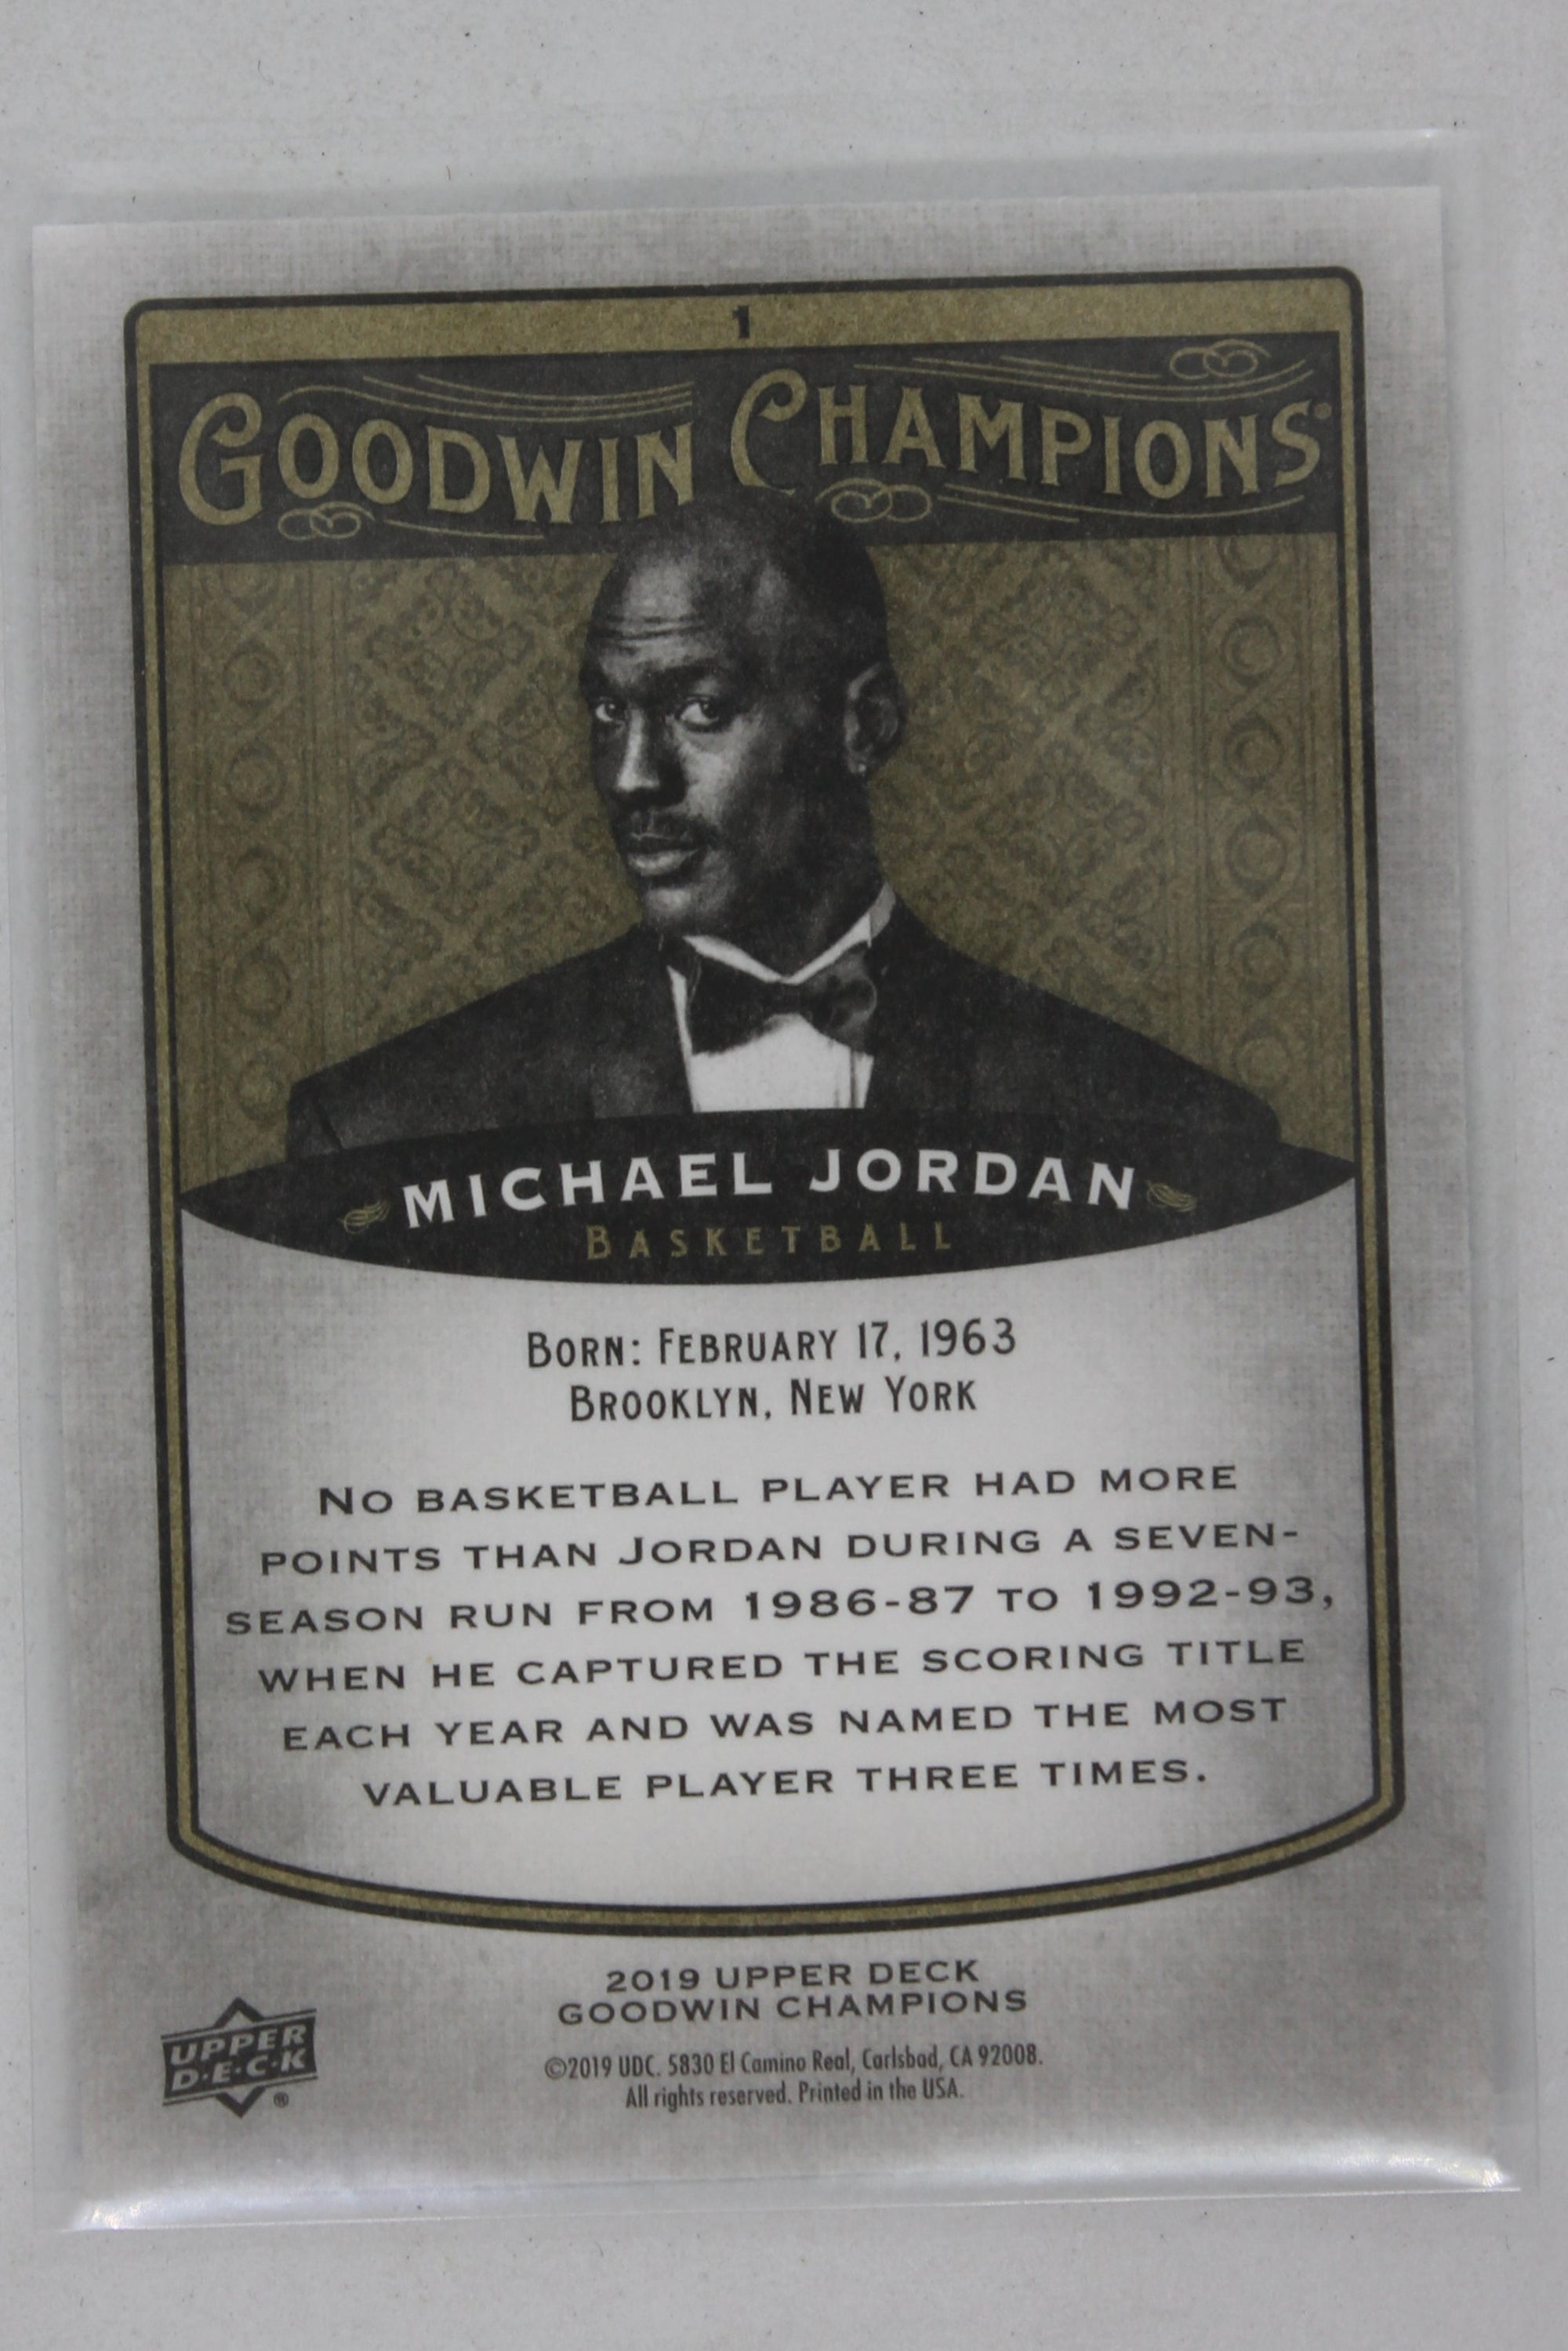 1
GOODWIN CHAMPIONS®
MICHAEL JORDAN
BASKETBALL
BORN: FEBRUARY 17, 1963
BROOKLYN, NEW YORK
NO BASKETBALL PLAYER HAD MORE
POINTS THAN JORDAN DURING A SEVEN-
SEASON RUN FROM 1986-87 TO 1992-93,
WHEN HE CAPTURED THE SCORING TITLE
EACH YEAR AND WAS NAMED THE MOST
VALUABLE PLAYER THREE TIMES.
2019 UPPER DECK
GOODWIN CHAMPIONS
©2019 UDC. 5830 El Camino Real, Carlsbad, CA 92008.
All rights reserved. Printed in the USA.
UPPER
D·E·C·K®